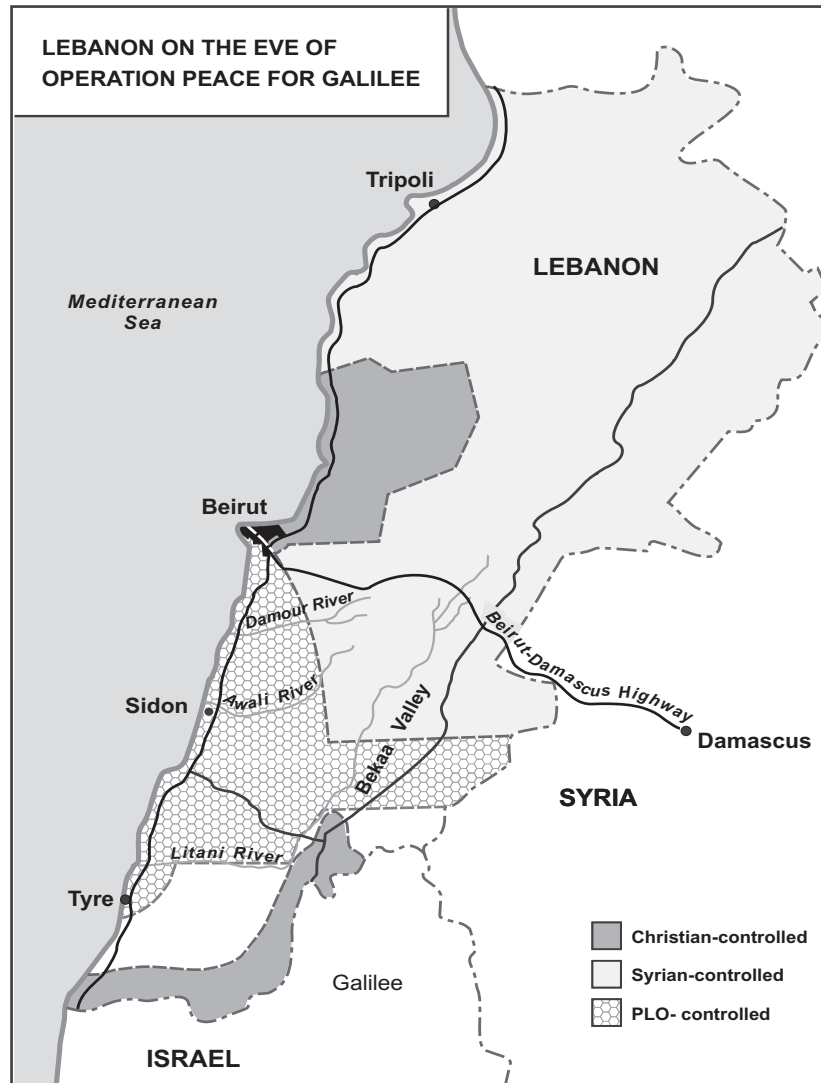 LEBANON ON THE EVE OF
OPERATION PEACE FOR GALILEE
Tripoli
LEBANON
Mediterranean
Sea
Beirut
Damour River
Beirut-Damascus Highway
Awali River
Sidon
Bekaa Valley
Damascus
SYRIA
Litani River
Tyre
Christian-controlled
Syrian-controlled
PLO- controlled
Galilee
ISRAEL